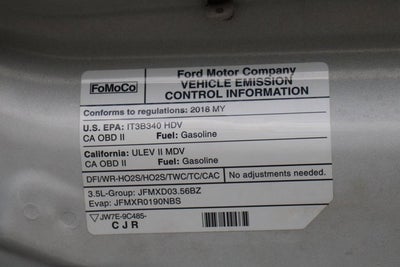 FoMoCo
Ford Motor Company
VEHICLE EMISSION
CONTROL INFORMATION
Conforms to regulations: 2018 MY
U.S. EPA: IT3B340 HDV
CA OBD II Fuel: Gasoline
California: ULEV II MDV
CA OBD II Fuel: Gasoline
DFI/WR-HO2S/HO2S/TWC/TC/CAC No adjustments needed.
3.5L-Group: JFMXD03.56BZ
Evap: JFMXR0190NBS
JW7E-9C485-
C J R